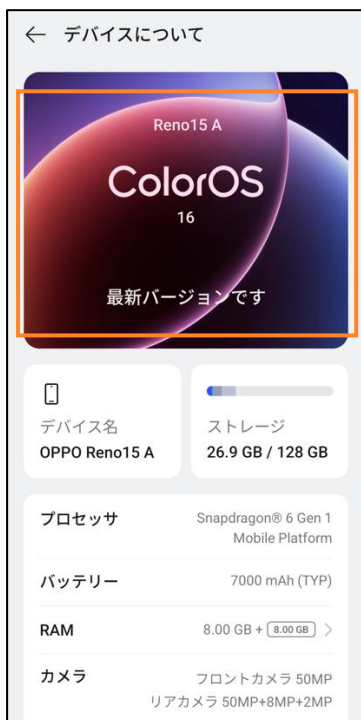 ← デバイスについて
Reno15 A
ColorOS
16
最新バージョンです
デバイス名
OPPO Reno15 A
ストレージ
26.9 GB / 128 GB
プロセッサ
Snapdragon® 6 Gen 1
Mobile Platform
バッテリー
7000 mAh (TYP)
RAM
8.00 GB + 8.00 GB >
カメラ
フロントカメラ 50MP
リアカメラ 50MP+8MP+2MP